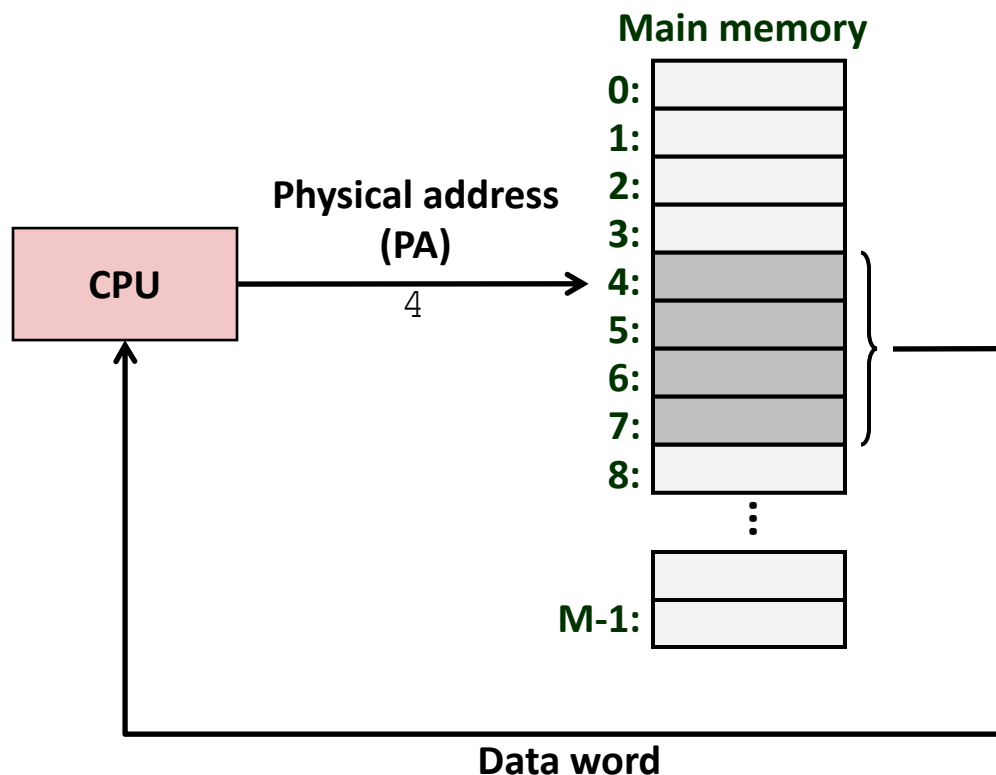 Main memory
0:
1:
2:
Physical address
(PA)
3:
CPU
4
4:
5:
6:
7:
8:
⋮
M-1:
Data word